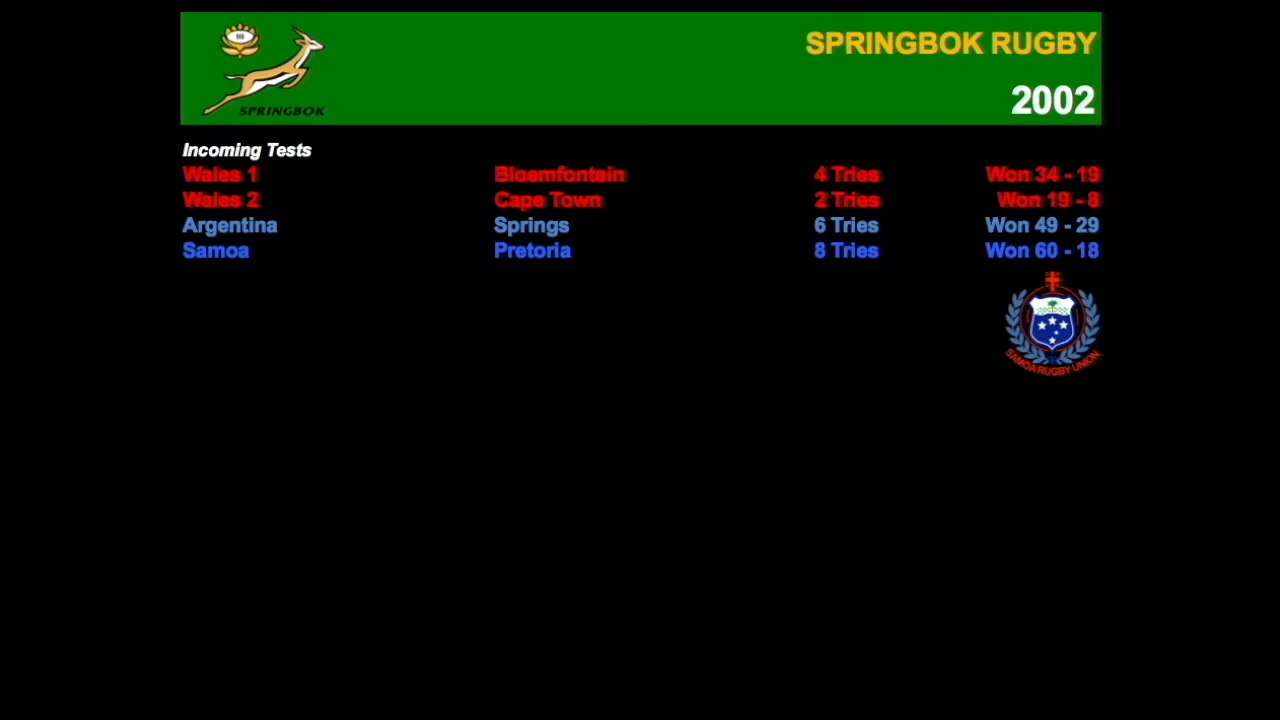 SPRINGBOK
SPRINGBOK RUGBY
2002
Incoming Tests
Wales 1 Bloemfontein 4 Tries Won 34 - 19
Wales 2 Cape Town 2 Tries Won 19 - 8
Argentina Springs 6 Tries Won 49 - 29
Samoa Pretoria 8 Tries Won 60 - 18
SAMOA RUGBY UNION